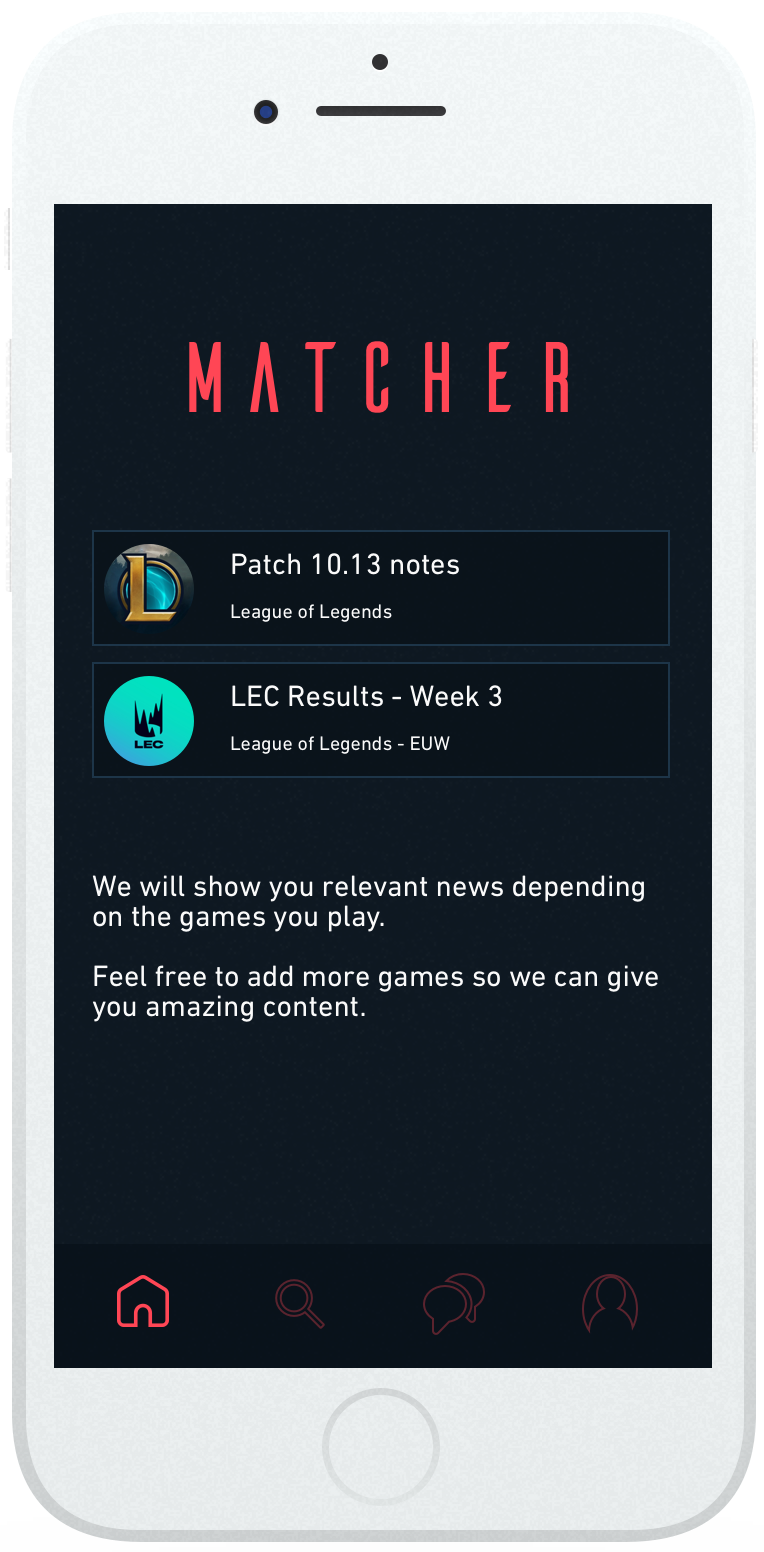 MATCHER
Patch 10.13 notes
League of Legends
LEC Results - Week 3
LEC
League of Legends - EUW
We will show you relevant news depending
on the games you play.
Feel free to add more games so we can give
you amazing content.